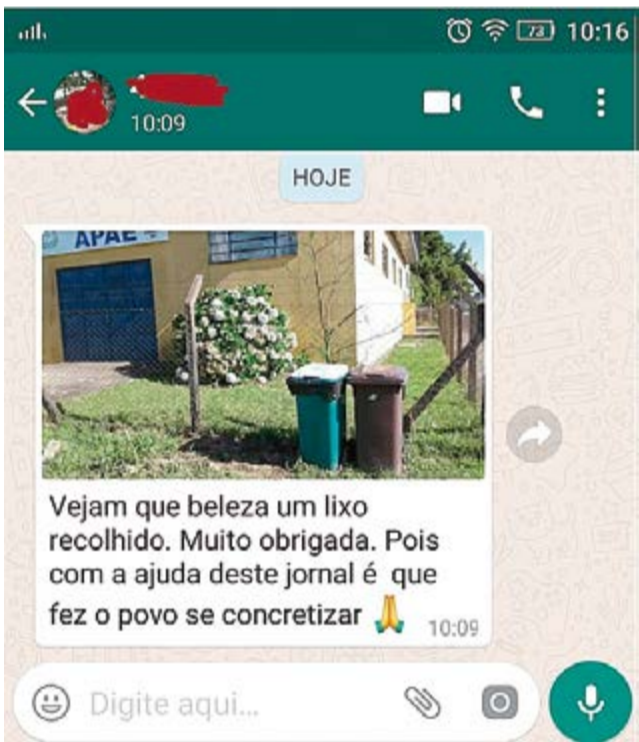 73 10:16
10:09
HOJE
APAE
Vejam que beleza um lixo
recolhido. Muito obrigada. Pois
com a ajuda deste jornal é que
fez o povo se concretizar 🙏 10:09
Digite aqui...